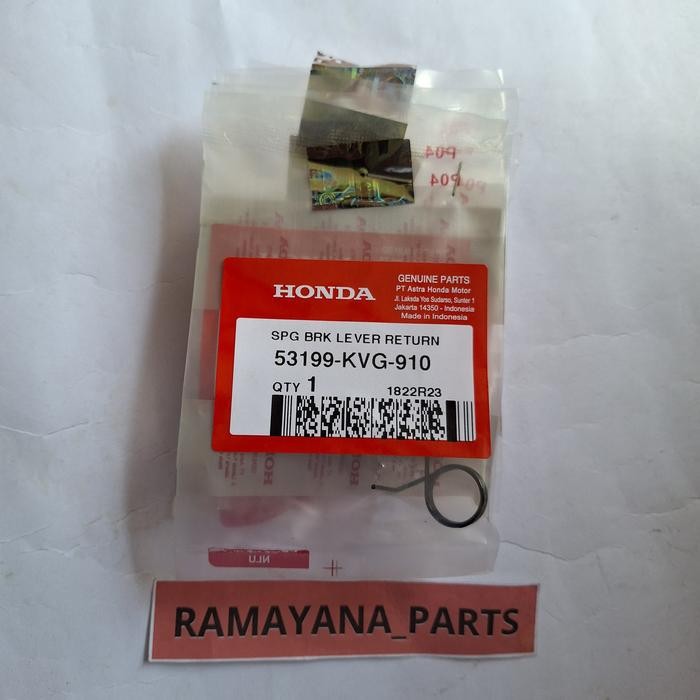 P04
P04
HONDA
GENUINE PARTS
PT Astra Honda Motor
Jl. Laksda Yos Sudarso, Sunter 1
Jakarta 14350 - Indonesia
Made in Indonesia
SPG BRK LEVER RETURN
53199-KVG-910
QTY 1
1822R23
NLU
RAMAYANA_PARTS